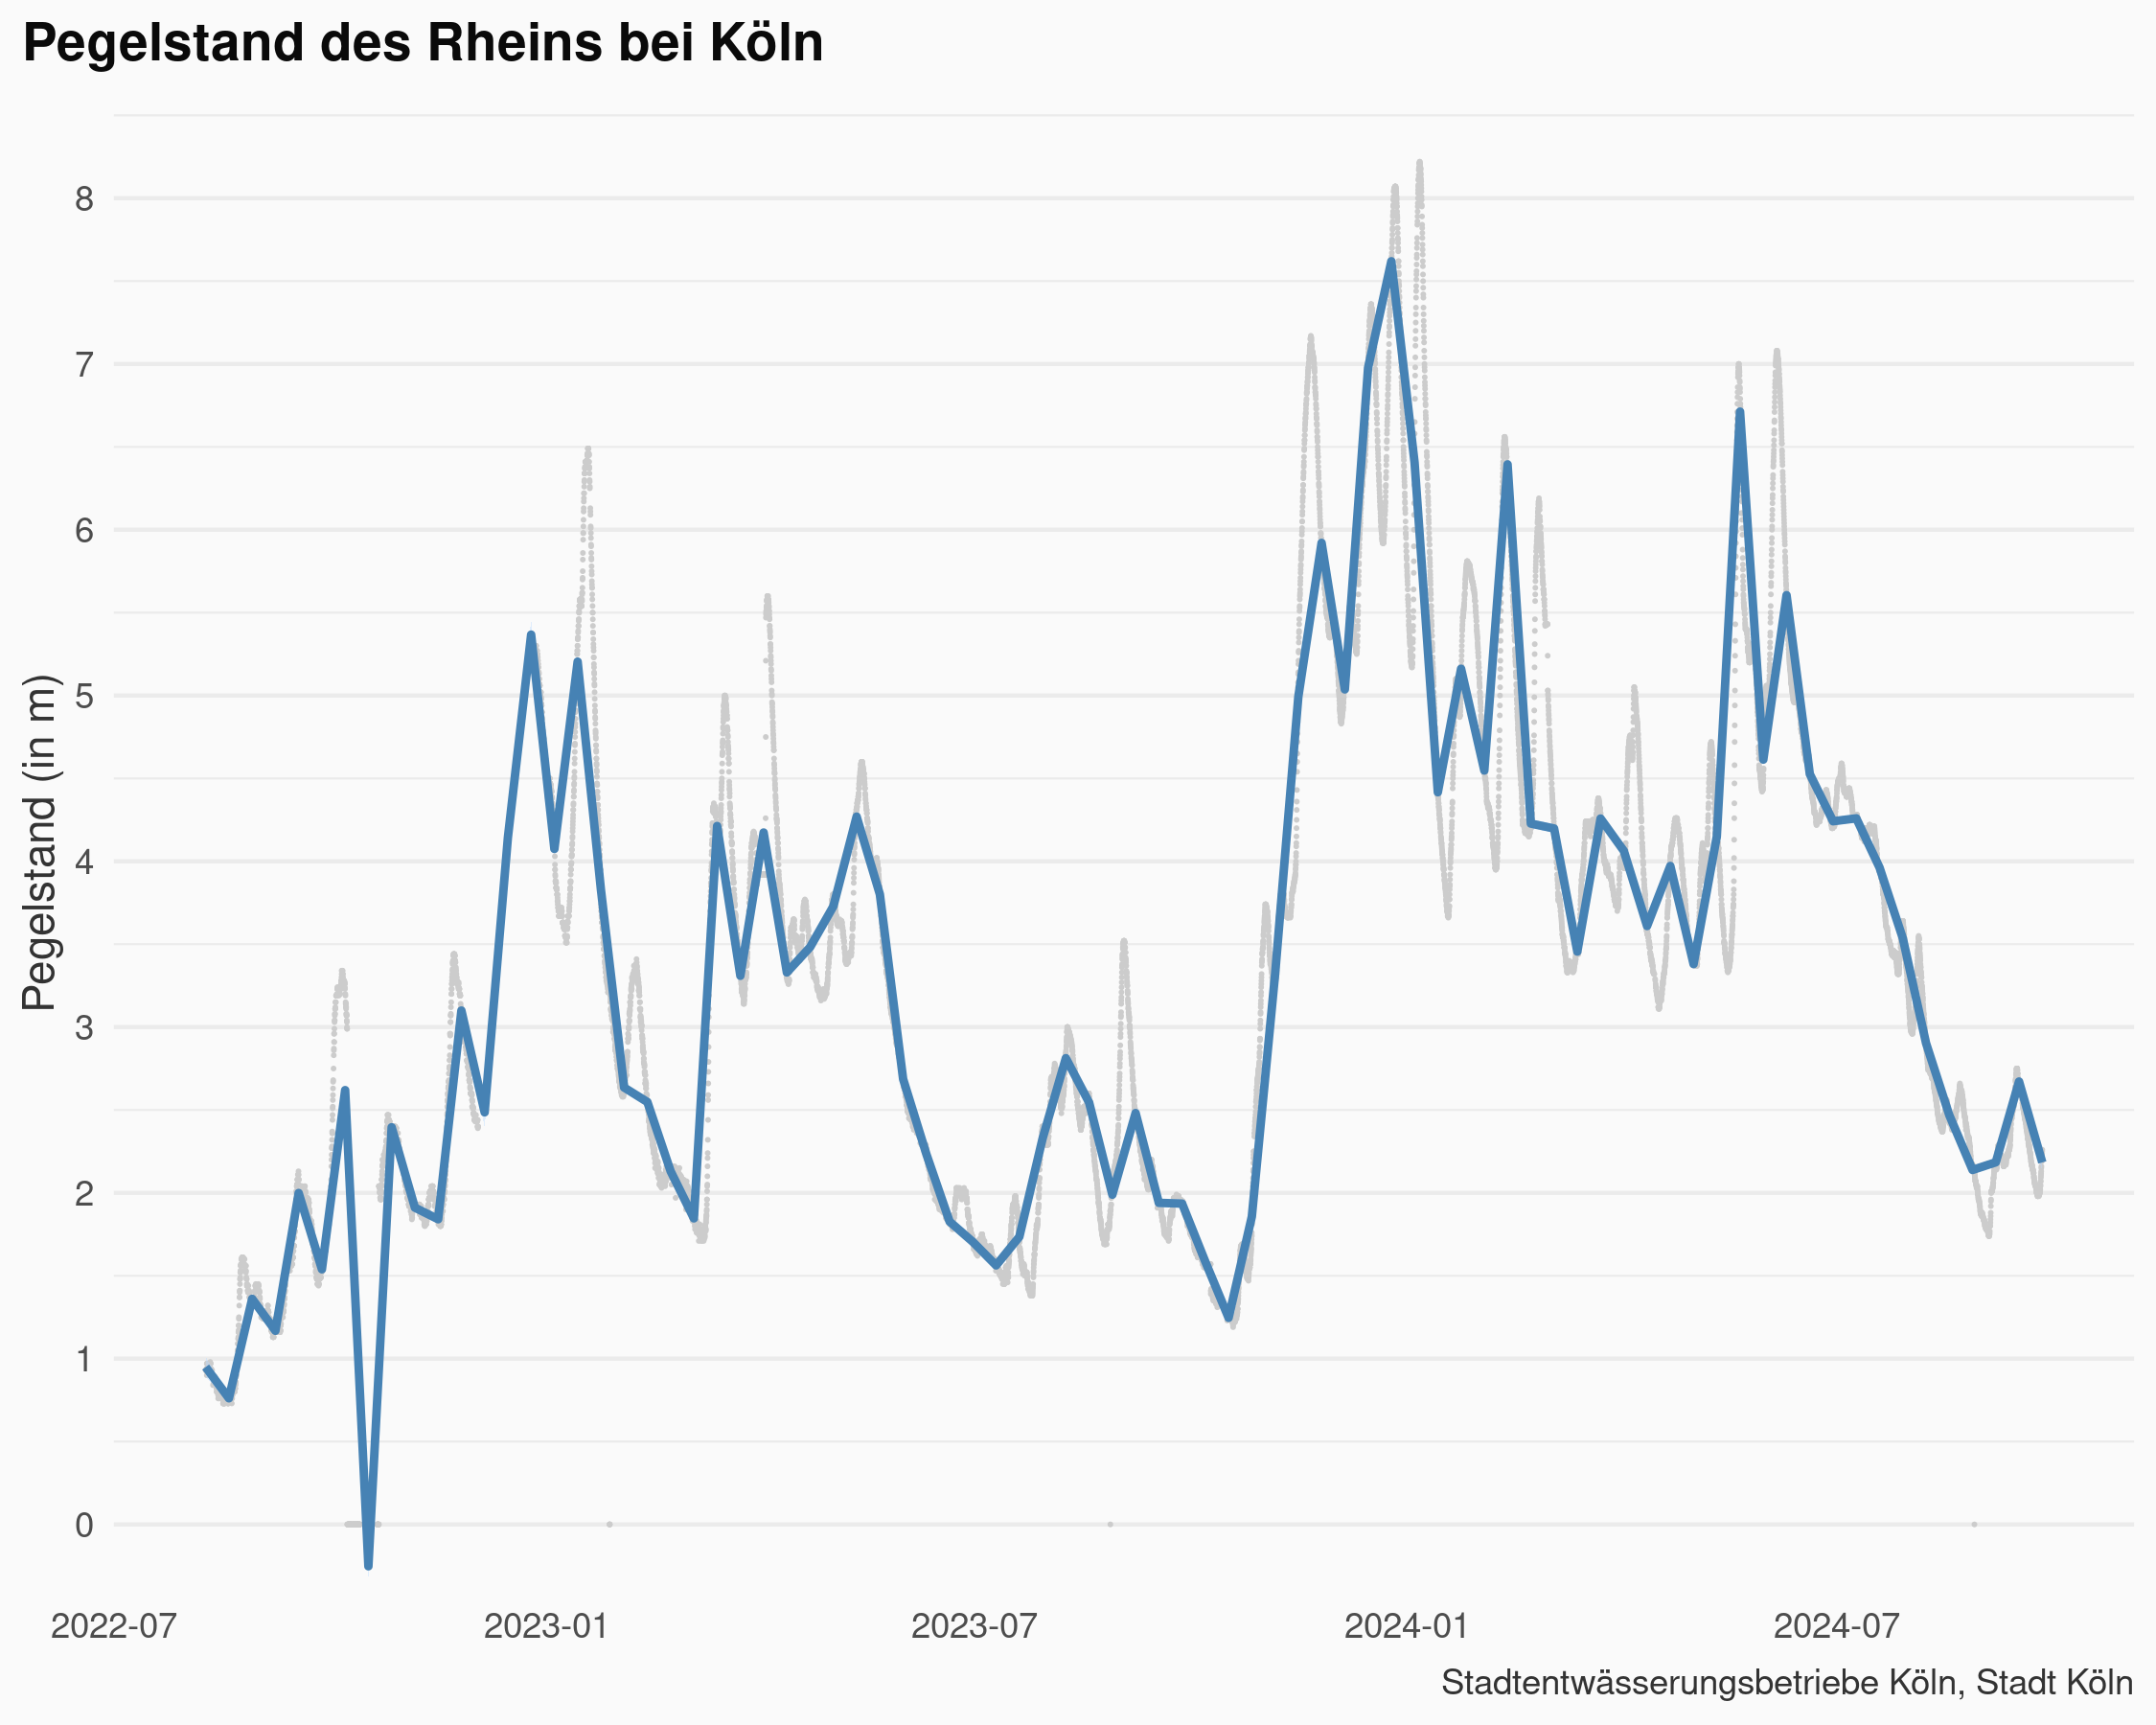 Pegelstand des Rheins bei Köln
Pegelstand (in m)
8
7
6
5
4
3
2
1
0
2022-07 2023-01 2023-07 2024-01 2024-07
Stadtentwässerungsbetriebe Köln, Stadt Köln